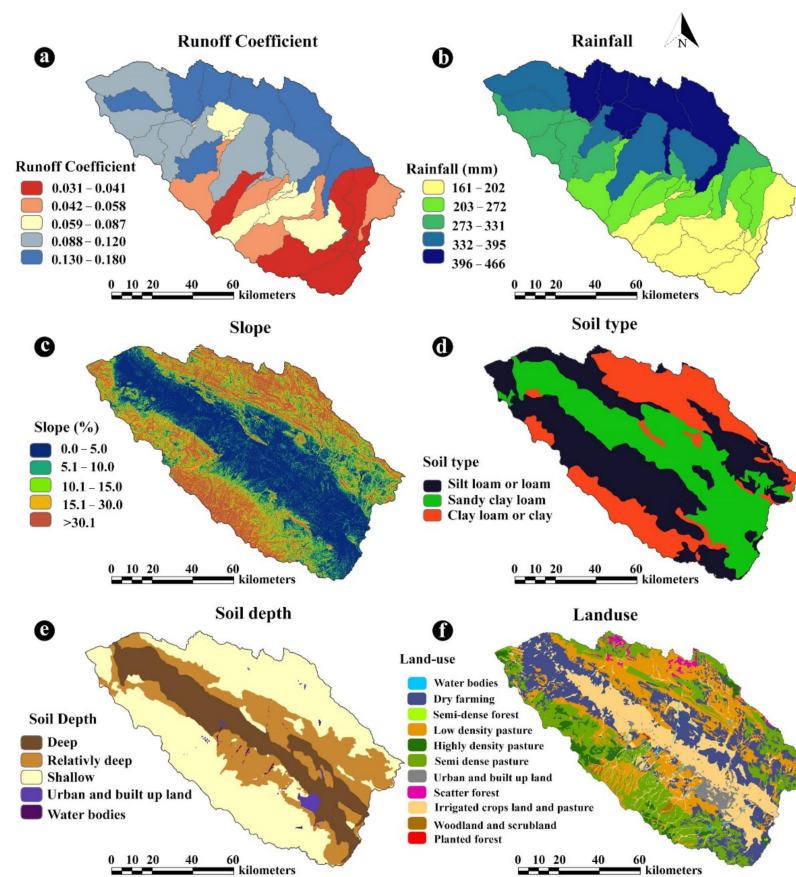 Runoff Coefficient
a
Runoff Coefficient
0.031 – 0.041
0.042 – 0.058
0.059 – 0.087
0.088 – 0.120
0.130 – 0.180
0 10 20 40 60
kilometers
Rainfall
N
b
Rainfall (mm)
161 – 202
203 – 272
273 – 331
332 – 395
396 – 466
0 10 20 40 60
kilometers
Slope
c
Slope (%)
0.0 – 5.0
5.1 – 10.0
10.1 – 15.0
15.1 – 30.0
>30.1
0 10 20 40 60
kilometers
Soil type
d
Soil type
Silt loam or loam
Sandy clay loam
Clay loam or clay
0 10 20 40 60
kilometers
Soil depth
e
Soil Depth
Deep
Relativly deep
Shallow
Urban and built up land
Water bodies
0 10 20 40 60
kilometers
Landuse
f
Land-use
Water bodies
Dry farming
Semi-dense forest
Low density pasture
Highly density pasture
Semi dense pasture
Urban and built up land
Scatter forest
Irrigated crops land and pasture
Woodland and scrubland
Planted forest
0 10 20 40 60
kilometers